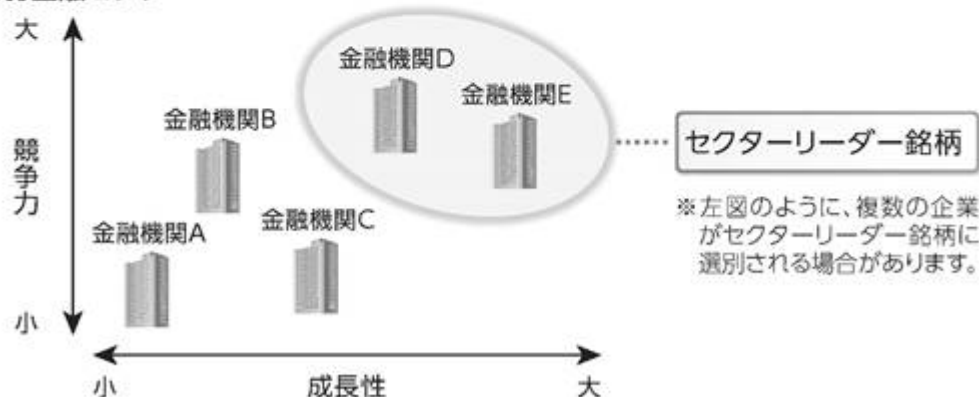 大
金融機関D
金融機関E
金融機関B
競争力
セクターリーダー銘柄
金融機関A
金融機関C
※左図のように、複数の企業
がセクターリーダー銘柄に
選別される場合があります。
小
小
成長性
大